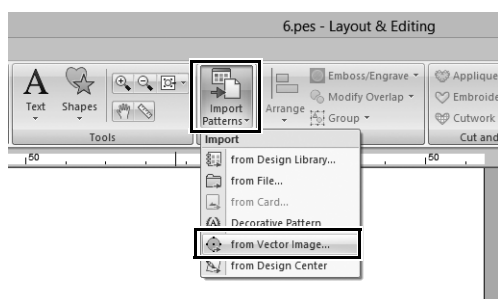 6.pes - Layout & Editing
Text
Shapes
Import
Patterns
Arrange
Emboss/Engrave
Modify Overlap
Group
Applique
Embroide
Cutwork
Tools
Import
Cut and
50
50
from Design Library...
from File...
from Card...
Decorative Pattern
from Vector Image...
from Design Center